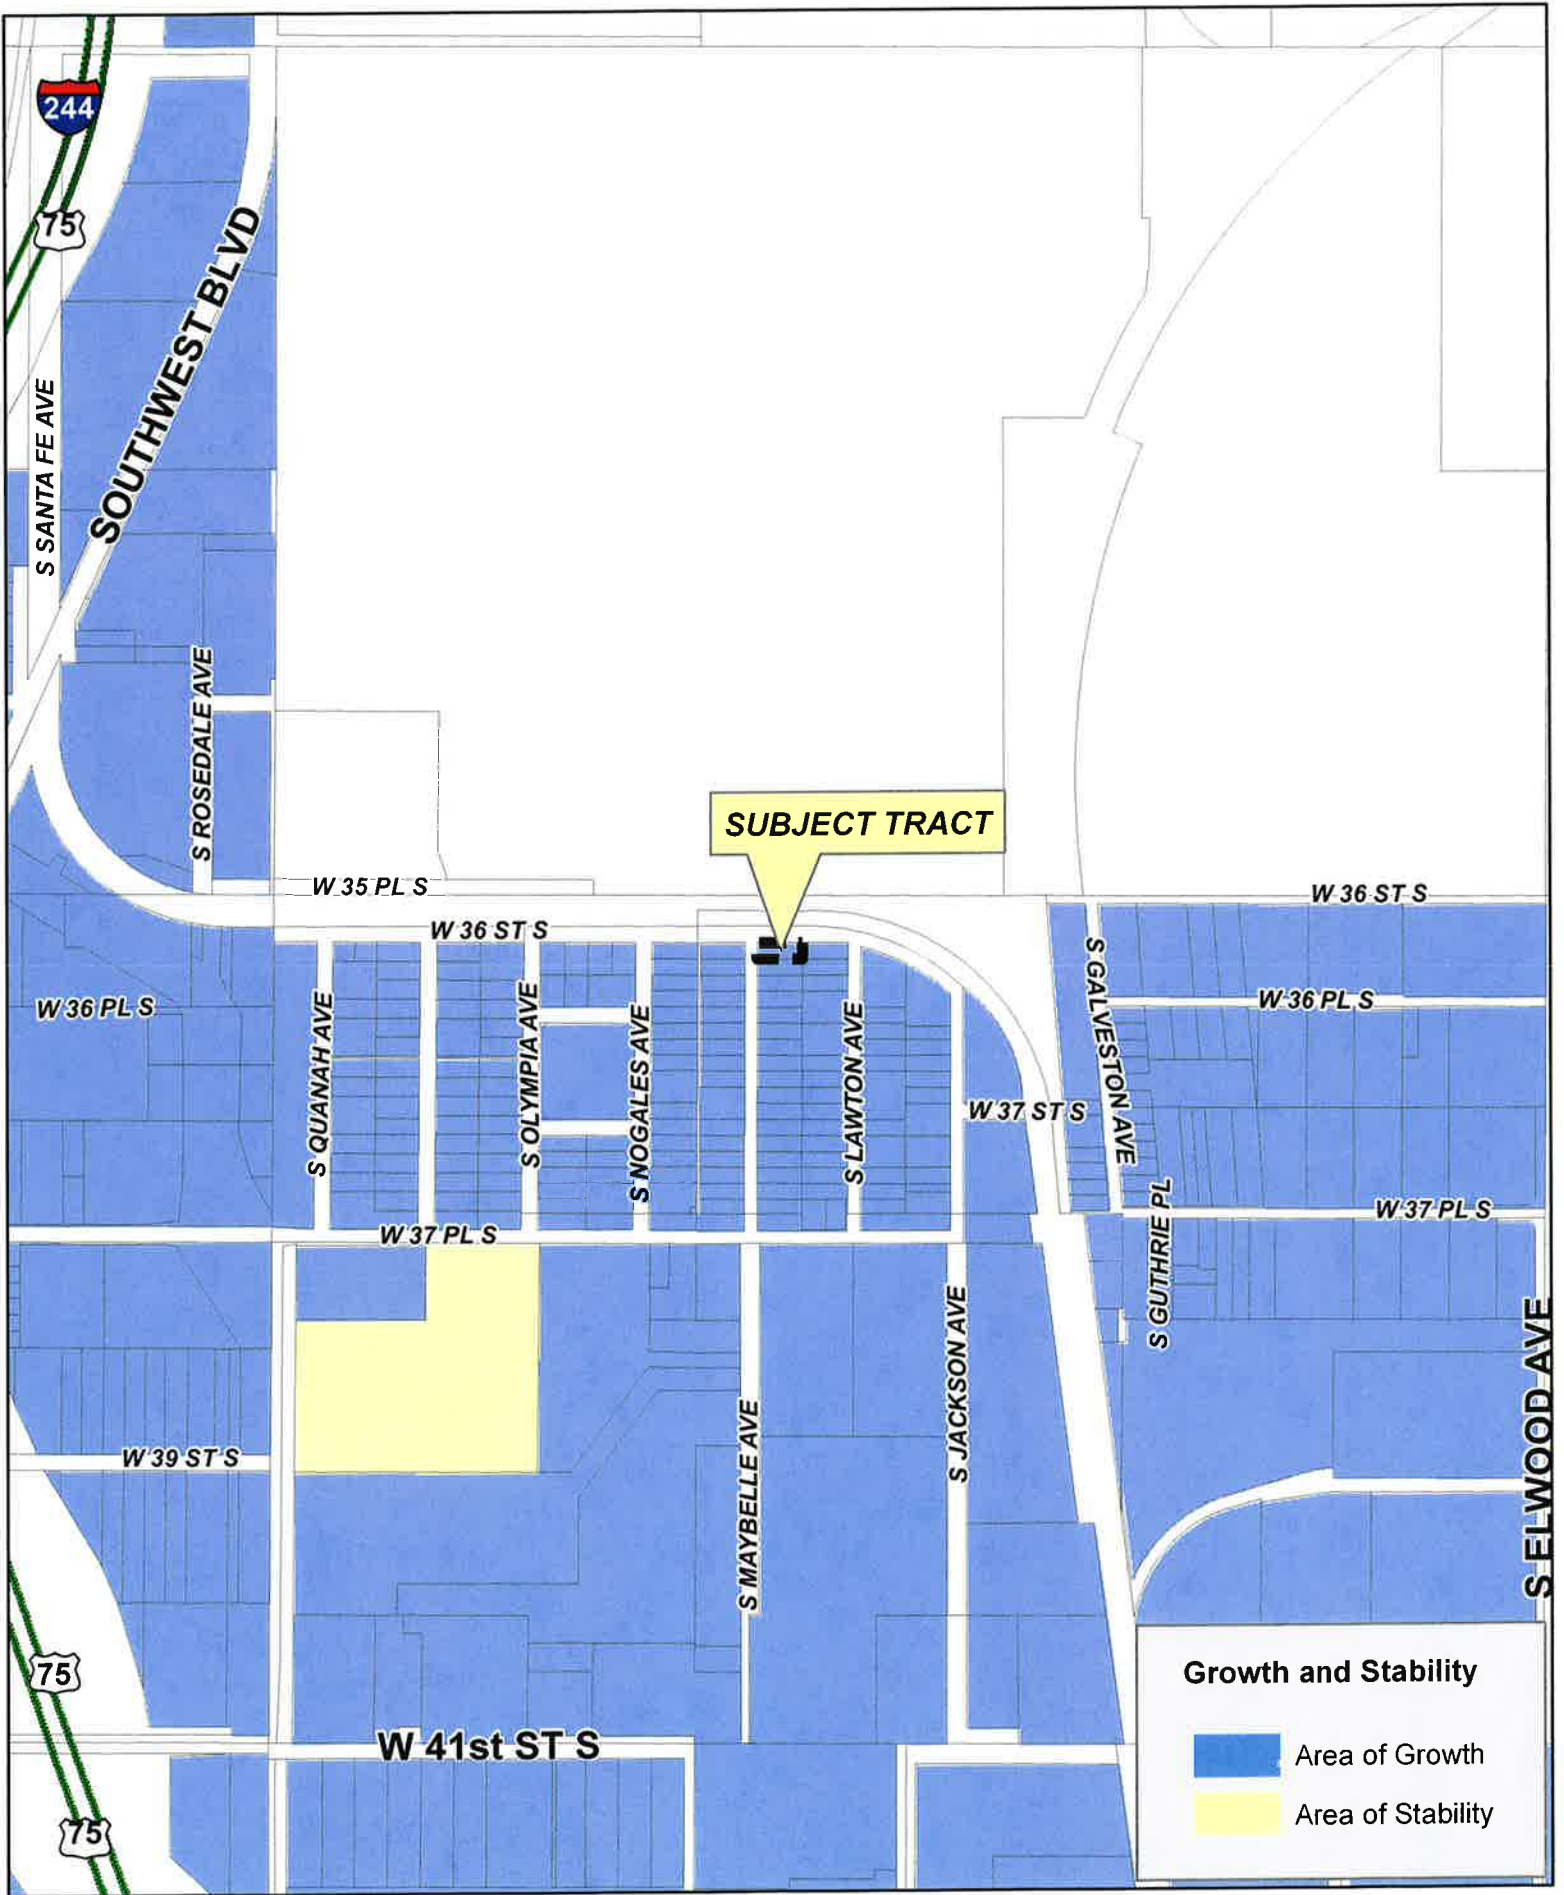 244
75
SOUTHWEST BLVD
S SANTA FE AVE
S ROSEDALE AVE
SUBJECT TRACT
W 35 PL S
W 36 ST S
W 36 ST S
W 36 PL S
W 36 PL S
S QUANAH AVE
S OLYMPIA AVE
S NOGALES AVE
S LAWTON AVE
S GALVESTON AVE
W 37 ST S
W 37 PL S
W 37 PL S
S GUTHRIE PL
S JACKSON AVE
S MAYBELLE AVE
S ELWOOD AVE
W 39 ST S
75
W 41st ST S
75
Growth and Stability
Area of Growth
Area of Stability